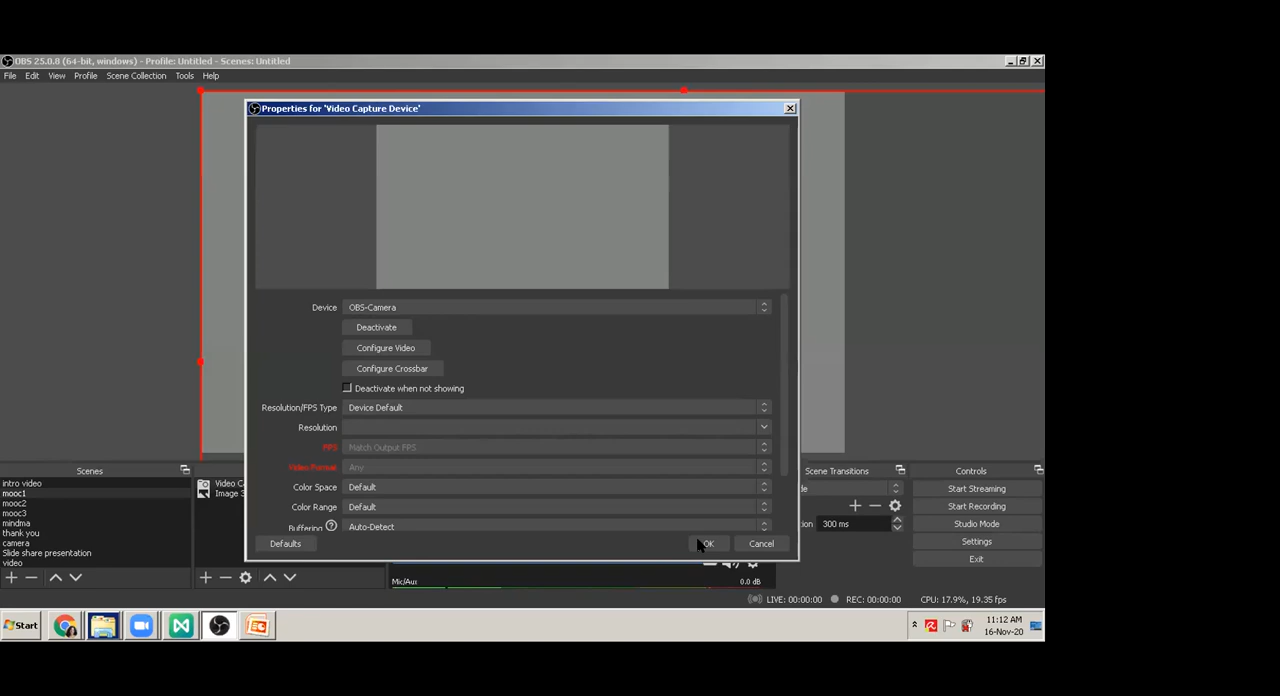 OBS 25.0.8 (64-bit, windows) - Profile: Untitled - Scenes: Untitled
File Edit View Profile Scene Collection Tools Help
Properties for 'Video Capture Device'
Device OBS-Camera
Deactivate
Configure Video
Configure Crossbar
Deactivate when not showing
Resolution/FPS Type Device Default
Resolution
FPS Match Output FPS
Video Format Any
Color Space Default
Color Range Default
Buffering ? Auto-Detect
Defaults OK Cancel
Scenes
intro video
mooc1
mooc2
mooc3
mindma
thank you
camera
Slide share presentation
video
Video C
Image 3
Mic/Aux 0.0 dB
Scene Transitions
de
300 ms
Controls
Start Streaming
Start Recording
Studio Mode
Settings
Exit
LIVE: 00:00:00 REC: 00:00:00 CPU: 17.9%, 19.35 fps
Start
11:12 AM
16-Nov-20